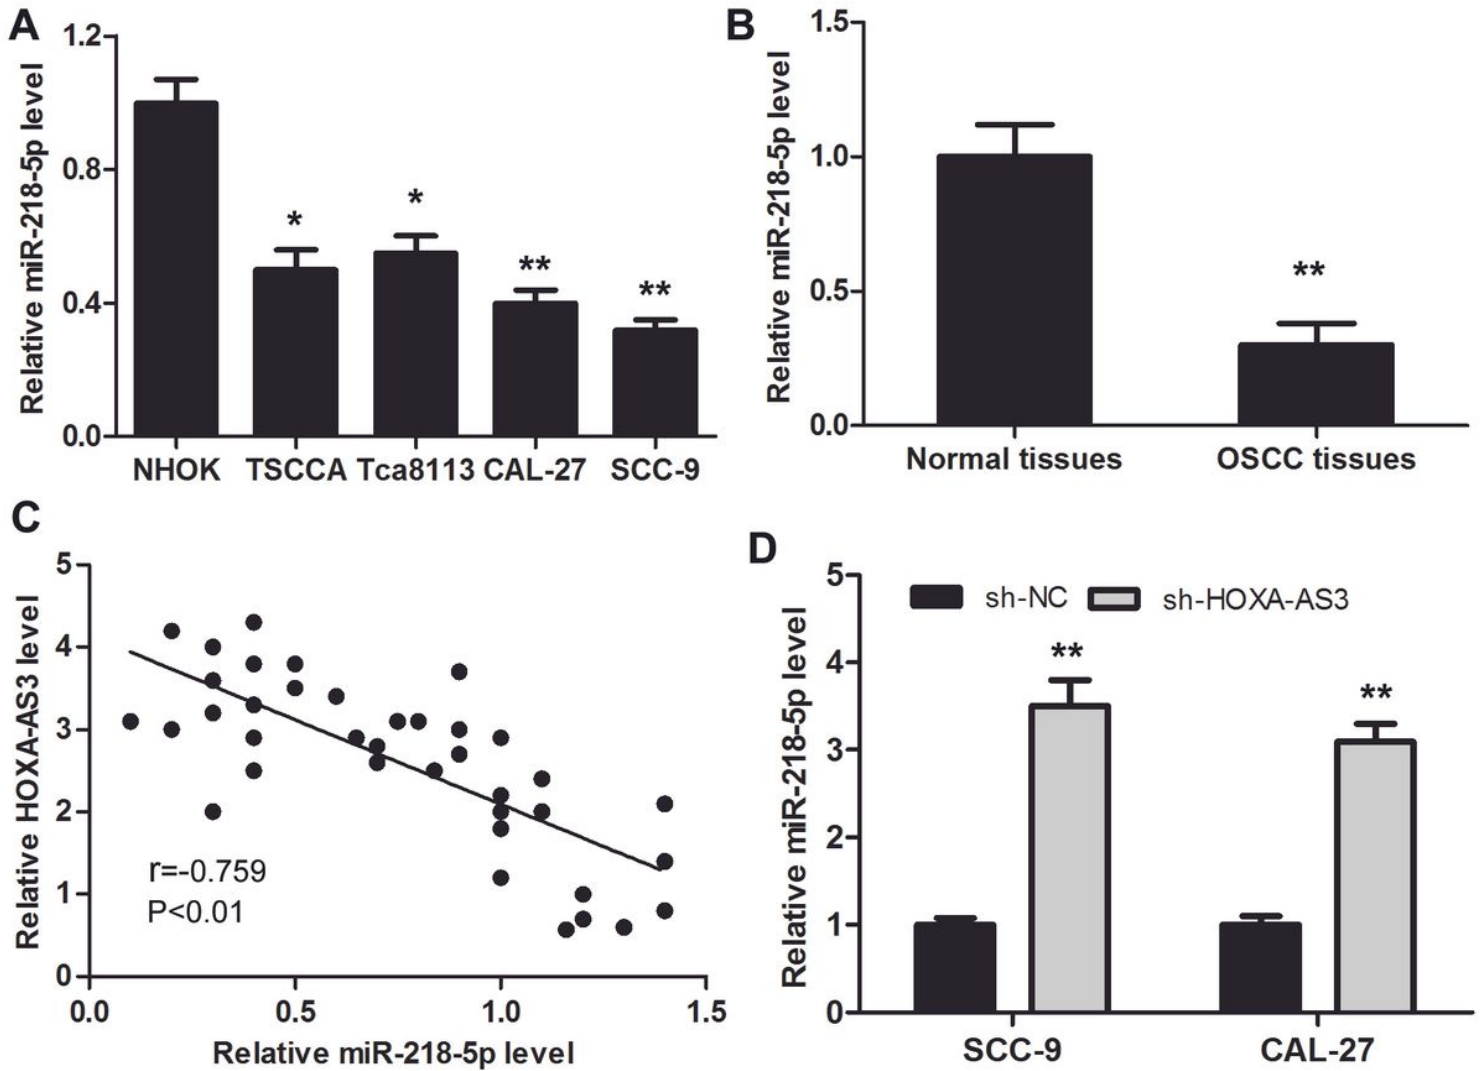 A
Relative miR-218-5p level
1.2
0.8
0.4
0.0
*
*
**
**
NHOK TSCCA Tca8113 CAL-27 SCC-9
B
Relative miR-218-5p level
1.5
1.0
0.5
0.0
**
Normal tissues OSCC tissues
C
Relative HOXA-AS3 level
5
4
3
2
1
0
r=-0.759
P<0.01
0.0 0.5 1.0 1.5
Relative miR-218-5p level
D
Relative miR-218-5p level
5
4
3
2
1
0
sh-NC sh-HOXA-AS3
**
**
SCC-9 CAL-27